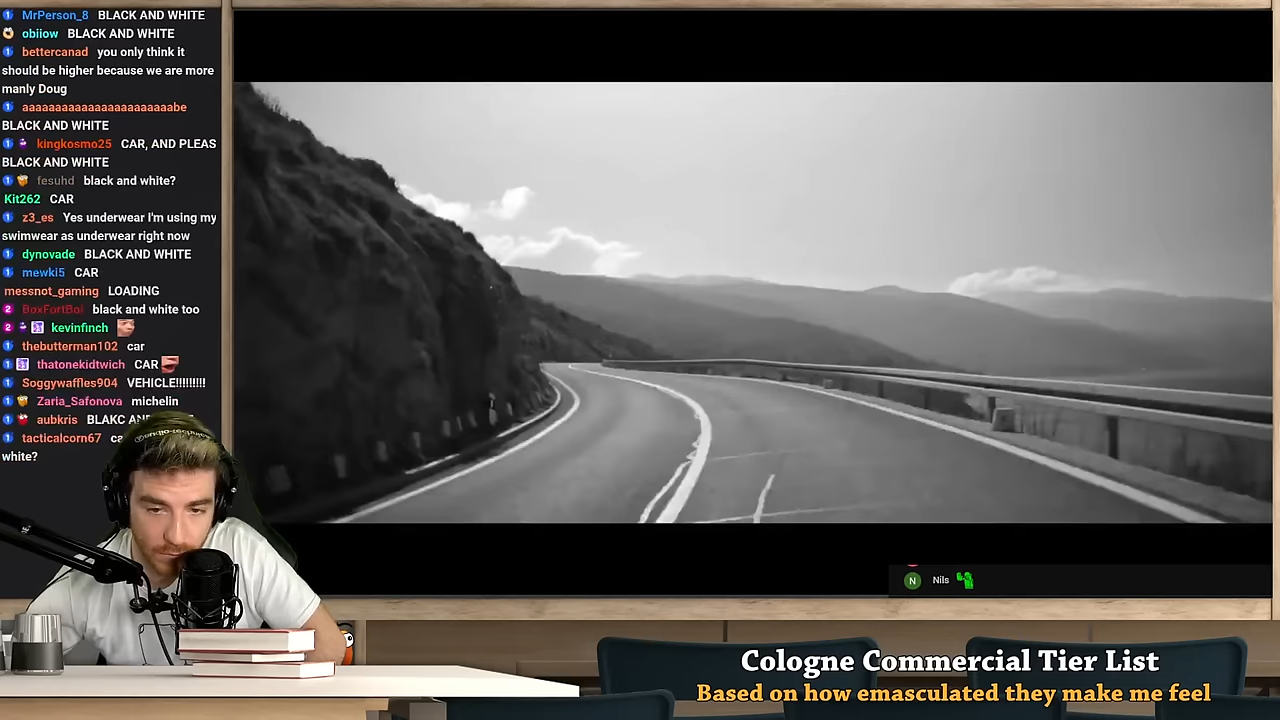 MrPerson_8 BLACK AND WHITE
obiiow BLACK AND WHITE
bettercanad you only think it
should be higher because we are more
manly Doug
aaaaaaaaaaaaaaaaaaaaaabe
BLACK AND WHITE
kingkosmo25 CAR, AND PLEAS
BLACK AND WHITE
fesuhd black and white?
Kit262 CAR
z3_es Yes underwear I'm using my
swimwear as underwear right now
dynovade BLACK AND WHITE
mewki5 CAR
messnot_gaming LOADING
BoxFortBoi black and white too
kevinfinch
thebutterman102 car
thatonekidtwich CAR
Soggywaffles904 VEHICLE!!!!!!!!!
Zaria_Safonova michelin
aubkris BLAKC
tacticalcorn67
white?
N Nils
Cologne Commercial Tier List
Based on how emasculated they make me feel